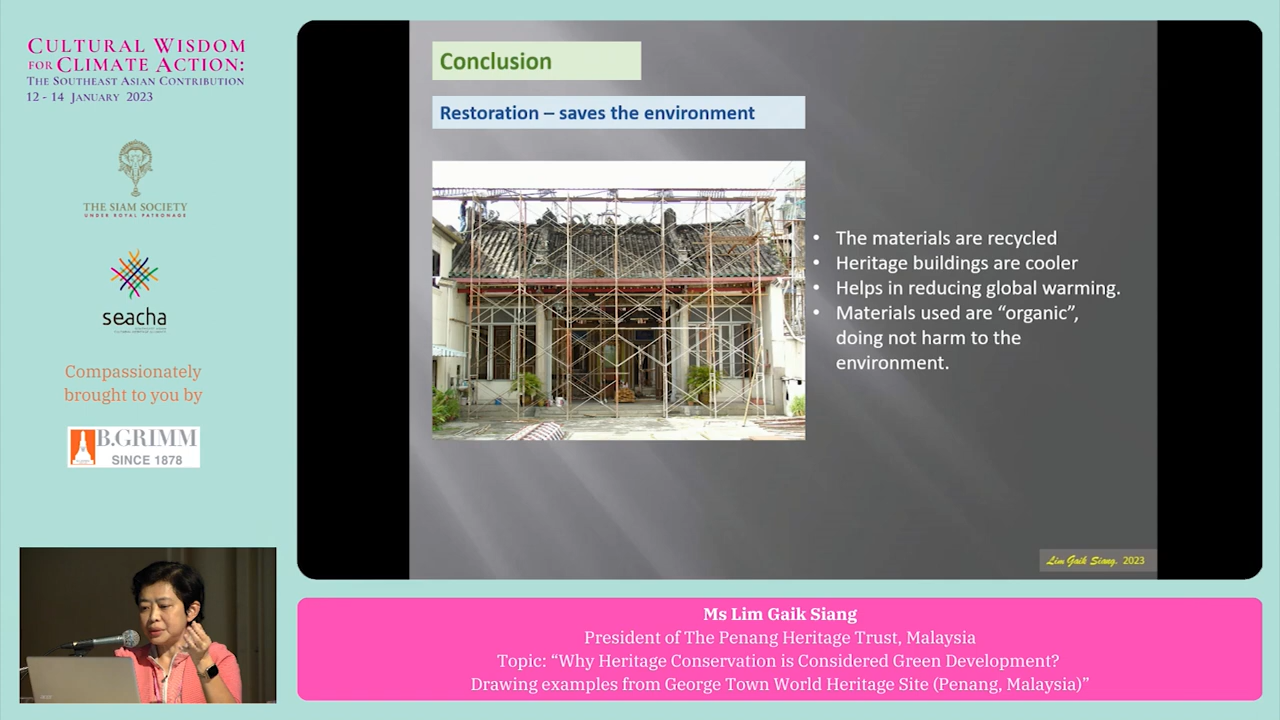 CULTURAL WISDOM
FOR CLIMATE ACTION:
THE SOUTHEAST ASIAN CONTRIBUTION
12 - 14 JANUARY 2023
THE SIAM SOCIETY
UNDER ROYAL PATRONAGE
seacha
Compassionately
brought to you by
B.GRIMM
SINCE 1878
Conclusion
Restoration – saves the environment
• The materials are recycled
• Heritage buildings are cooler
• Helps in reducing global warming.
• Materials used are “organic”,
doing not harm to the
environment.
Lim Gaik Siang. 2023
Ms Lim Gaik Siang
President of The Penang Heritage Trust, Malaysia
Topic: “Why Heritage Conservation is Considered Green Development?
Drawing examples from George Town World Heritage Site (Penang, Malaysia)”